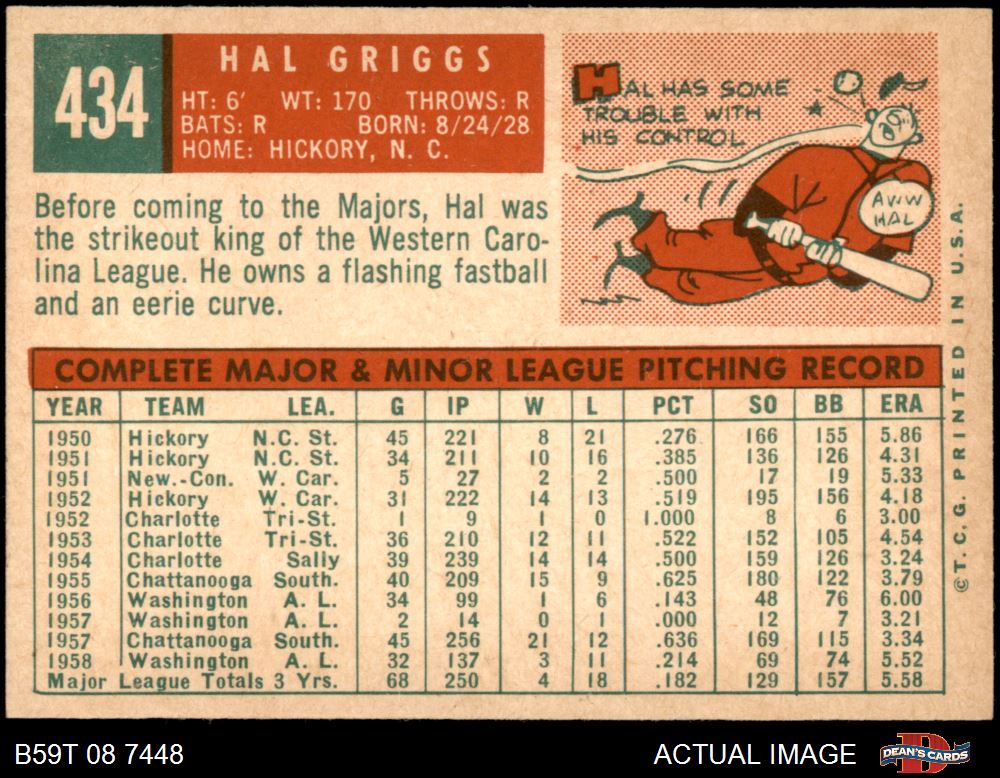 434
HAL GRIGGS
HT: 6' WT: 170 THROWS: R
BATS: R BORN: 8/24/28
HOME: HICKORY, N. C.
HAL HAS SOME
TROUBLE WITH
HIS CONTROL
AWW
HAL
Before coming to the Majors, Hal was
the strikeout king of the Western Caro-
lina League. He owns a flashing fastball
and an eerie curve.
COMPLETE MAJOR & MINOR LEAGUE PITCHING RECORD
YEAR TEAM LEA. G IP W L PCT SO BB ERA
1950 Hickory N.C. St. 45 221 8 21 .276 166 155 5.86
1951 Hickory N.C. St. 34 211 10 16 .385 136 126 4.31
1951 New.-Con. W. Car. 5 27 2 2 .500 17 19 5.33
1952 Hickory W. Car. 31 222 14 13 .519 195 156 4.18
1952 Charlotte Tri-St. 1 9 1 0 1.000 8 6 3.00
1953 Charlotte Tri-St. 36 210 12 11 .522 152 105 4.54
1954 Charlotte Sally 39 239 14 14 .500 159 126 3.24
1955 Chattanooga South. 40 209 15 9 .625 180 122 3.79
1956 Washington A. L. 34 99 1 6 .143 48 76 6.00
1957 Washington A. L. 2 14 0 1 .000 12 7 3.21
1957 Chattanooga South. 45 256 21 12 .636 169 115 3.34
1958 Washington A. L. 32 137 3 11 .214 69 74 5.52
Major League Totals 3 Yrs. 68 250 4 18 .182 129 157 5.58
©T. C. G. PRINTED IN U.S.A.
B59T 08 7448
ACTUAL IMAGE
DEAN'S CARDS